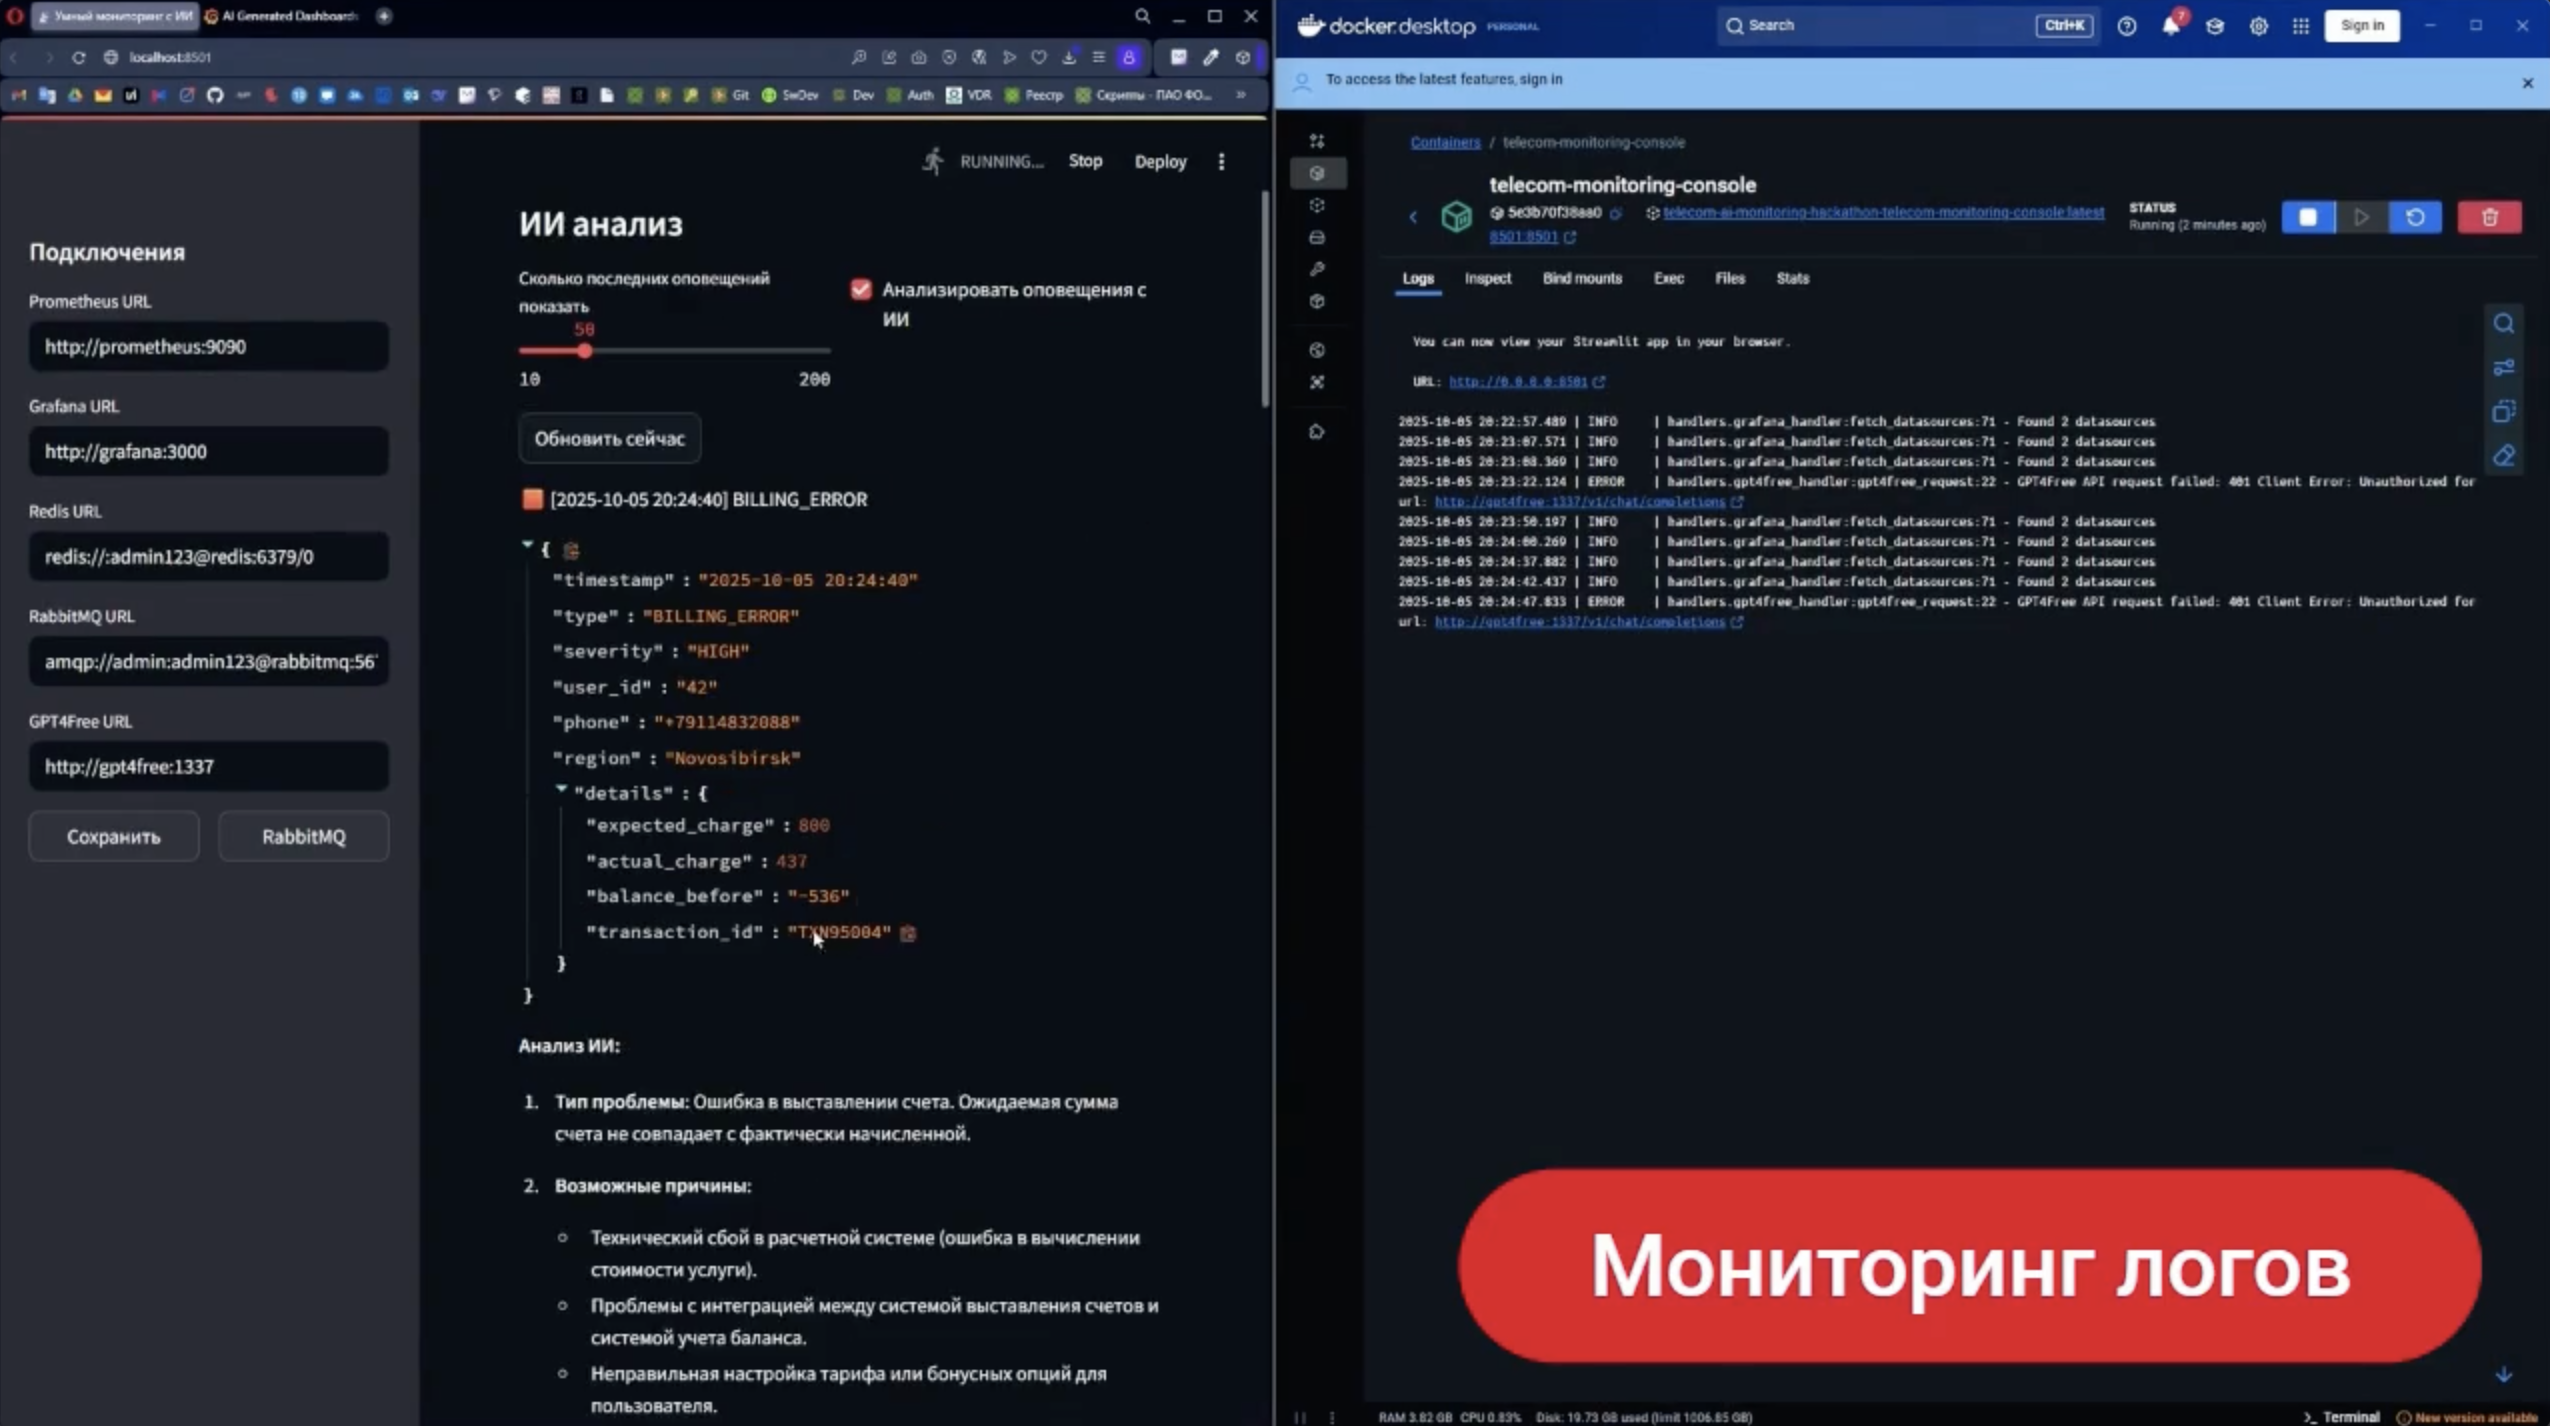 Умный мониторинг с ИИ
AI Generated Dashboards
localhost:8501
Git
SwDev
Dev
Auth
VDR
Реестр
Скрипты - ПАО ФО...
Подключения
Prometheus URL
http://prometheus:9090
Grafana URL
http://grafana:3000
Redis URL
redis://:admin123@redis:6379/0
RabbitMQ URL
amqp://admin:admin123@rabbitmq:567
GPT4Free URL
http://gpt4free:1337
Сохранить
RabbitMQ
RUNNING...
Stop
Deploy
ИИ анализ
Сколько последних оповещений
показать
50
10
200
Анализировать оповещения с
ИИ
Обновить сейчас
[2025-10-05 20:24:40] BILLING_ERROR
{
"timestamp" : "2025-10-05 20:24:40"
"type" : "BILLING_ERROR"
"severity" : "HIGH"
"user_id" : "42"
"phone" : "+79114832088"
"region" : "Novosibirsk"
"details" : {
"expected_charge" : 800
"actual_charge" : 437
"balance_before" : "-536"
"transaction_id" : "TXN95004"
}
}
Анализ ИИ:
1. Тип проблемы: Ошибка в выставлении счета. Ожидаемая сумма
счета не совпадает с фактически начисленной.
2. Возможные причины:
Технический сбой в расчетной системе (ошибка в вычислении
стоимости услуги).
Проблемы с интеграцией между системой выставления счетов и
системой учета баланса.
Неправильная настройка тарифа или бонусных опций для
пользователя.
docker.desktop PERSONAL
Search
Ctrl+K
7
Sign in
To access the latest features, sign in
Containers / telecom-monitoring-console
telecom-monitoring-console
5e3b70f38aa0
telecom-ai-monitoring-hackathon-telecom-monitoring-console:latest
8501:8501
STATUS
Running (2 minutes ago)
Logs
Inspect
Bind mounts
Exec
Files
Stats
You can now view your Streamlit app in your browser.
URL: http://0.0.0.0:8501
2025-10-05 20:22:57.489 | INFO | handlers.grafana_handler:fetch_datasources:71 - Found 2 datasources
2025-10-05 20:23:07.571 | INFO | handlers.grafana_handler:fetch_datasources:71 - Found 2 datasources
2025-10-05 20:23:08.369 | INFO | handlers.grafana_handler:fetch_datasources:71 - Found 2 datasources
2025-10-05 20:23:22.124 | ERROR | handlers.gpt4free_handler:gpt4free_request:22 - GPT4Free API request failed: 401 Client Error: Unauthorized for
url: http://gpt4free:1337/v1/chat/completions
2025-10-05 20:23:50.197 | INFO | handlers.grafana_handler:fetch_datasources:71 - Found 2 datasources
2025-10-05 20:24:00.269 | INFO | handlers.grafana_handler:fetch_datasources:71 - Found 2 datasources
2025-10-05 20:24:37.882 | INFO | handlers.grafana_handler:fetch_datasources:71 - Found 2 datasources
2025-10-05 20:24:42.437 | INFO | handlers.grafana_handler:fetch_datasources:71 - Found 2 datasources
2025-10-05 20:24:47.833 | ERROR | handlers.gpt4free_handler:gpt4free_request:22 - GPT4Free API request failed: 401 Client Error: Unauthorized for
url: http://gpt4free:1337/v1/chat/completions
Мониторинг логов
RAM 3.82 GB CPU 0.83% Disk: 19.73 GB used (limit 1006.85 GB)
Terminal
New version available